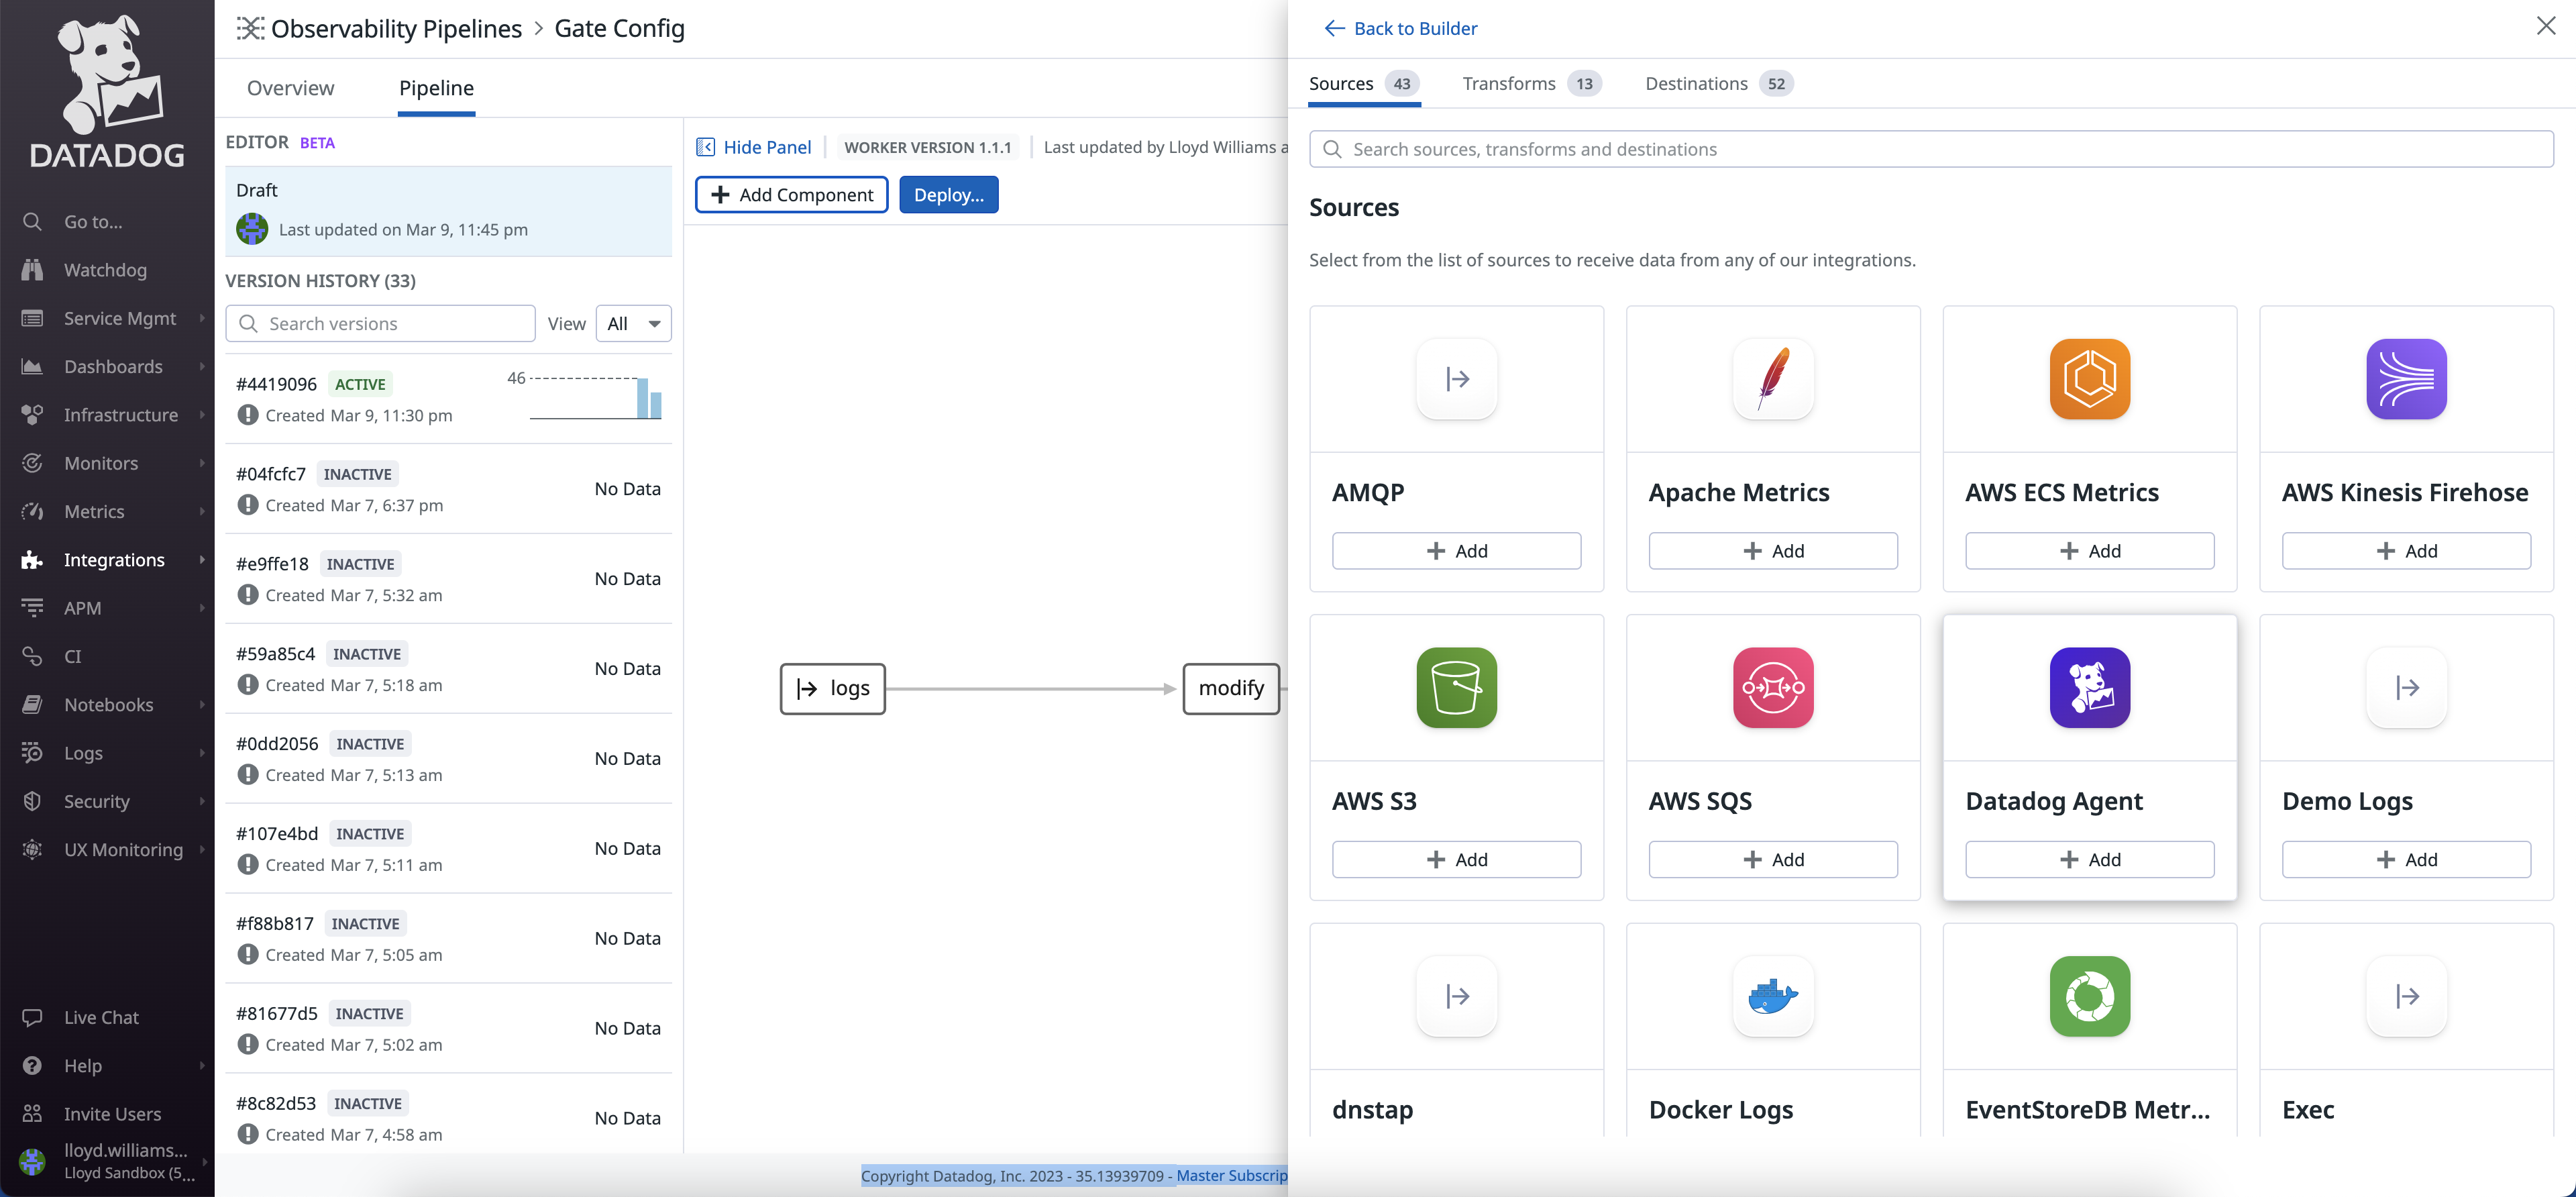 DATADOG
Go to...
Watchdog
Service Mgmt
Dashboards
Infrastructure
Monitors
Metrics
Integrations
APM
CI
Notebooks
Logs
Security
UX Monitoring
Live Chat
Help
Invite Users
lloyd.williams...
Lloyd Sandbox (5...
Observability Pipelines > Gate Config
Overview Pipeline
EDITOR BETA
Draft
Last updated on Mar 9, 11:45 pm
VERSION HISTORY (33)
Search versions View All
#4419096 ACTIVE 46
Created Mar 9, 11:30 pm
#04fcfc7 INACTIVE
No Data
Created Mar 7, 6:37 pm
#e9ffe18 INACTIVE
No Data
Created Mar 7, 5:32 am
#59a85c4 INACTIVE
No Data
Created Mar 7, 5:18 am
#0dd2056 INACTIVE
No Data
Created Mar 7, 5:13 am
#107e4bd INACTIVE
No Data
Created Mar 7, 5:11 am
#f88b817 INACTIVE
No Data
Created Mar 7, 5:05 am
#81677d5 INACTIVE
No Data
Created Mar 7, 5:02 am
#8c82d53 INACTIVE
No Data
Created Mar 7, 4:58 am
Hide Panel WORKER VERSION 1.1.1 Last updated by Lloyd Williams a
Add Component Deploy...
logs modify
Copyright Datadog, Inc. 2023 - 35.13939709 - Master Subscrip
Back to Builder
Sources 43 Transforms 13 Destinations 52
Search sources, transforms and destinations
Sources
Select from the list of sources to receive data from any of our integrations.
AMQP Apache Metrics AWS ECS Metrics AWS Kinesis Firehose
Add Add Add Add
AWS S3 AWS SQS Datadog Agent Demo Logs
Add Add Add Add
dnstap Docker Logs EventStoreDB Metr... Exec